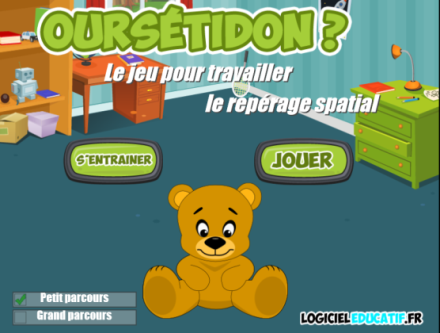 OURSÉTIDON ?
Le jeu pour travailler
le repérage spatial
S'ENTRAINER
JOUER
Petit parcours
Grand parcours
LOGICIELEDUCATIF.FR